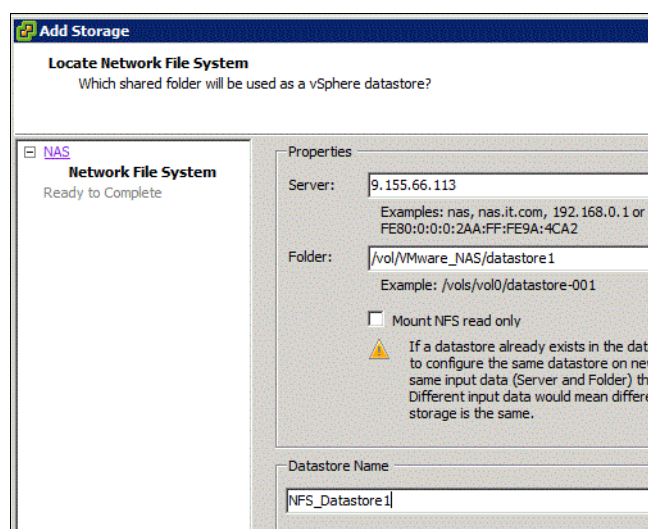 Add Storage
Locate Network File System
Which shared folder will be used as a vSphere datastore?
NAS
Network File System
Ready to Complete
Properties
Server:
9.155.66.113
Examples: nas, nas.it.com, 192.168.0.1 or
FE80:0:0:0:2AA:FF:FE9A:4CA2
Folder:
/vol/VMware_NAS/datastore1
Example: /vols/vol0/datastore-001
Mount NFS read only
If a datastore already exists in the dat
to configure the same datastore on ne
same input data (Server and Folder) th
Different input data would mean differe
storage is the same.
Datastore Name
NFS_Datastore1